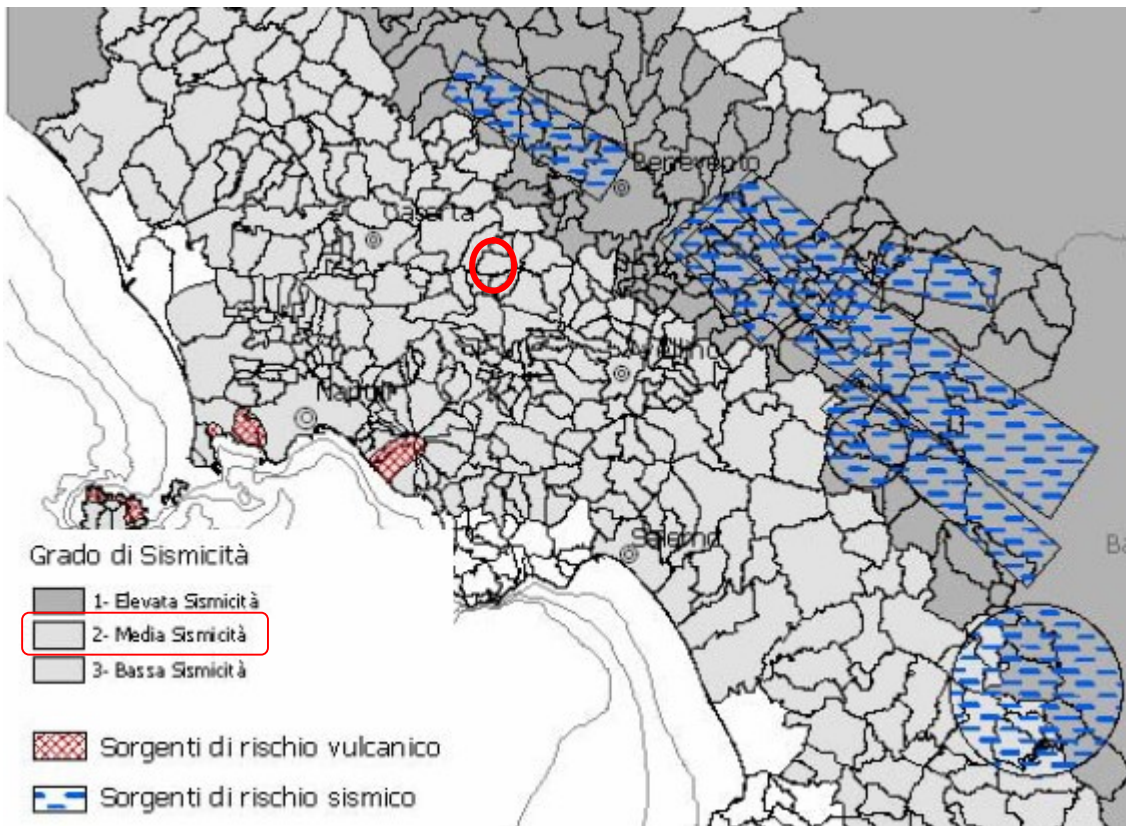 Benevento
Caserta
Avellino
Napoli
Salerno
Ba
Grado di Sismicità
1- Elevata Sismicità
2- Media Sismicità
3- Bassa Sismicità
Sorgenti di rischio vulcanico
Sorgenti di rischio sismico